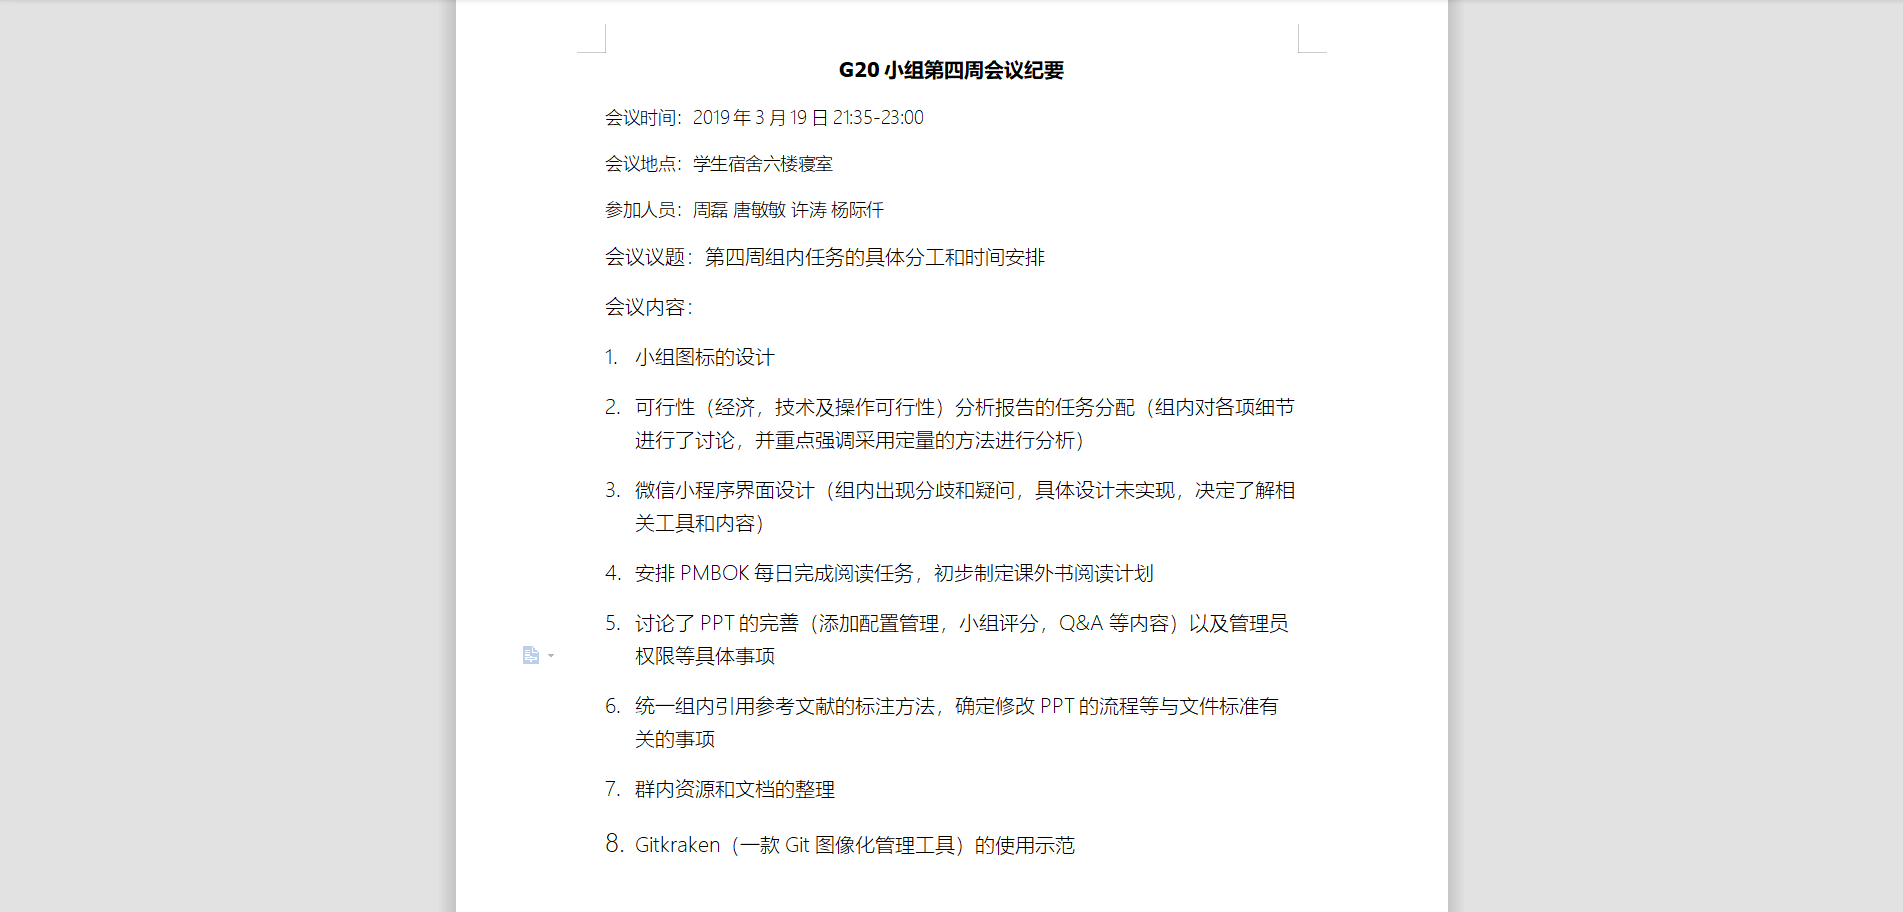 G20 小组第四周会议纪要
会议时间：2019 年 3 月 19 日 21:35-23:00
会议地点：学生宿舍六楼寝室
参加人员：周磊 唐敏敏 许涛 杨际仟
会议议题：第四周组内任务的具体分工和时间安排
会议内容：
1. 小组图标的设计
2. 可行性（经济，技术及操作可行性）分析报告的任务分配（组内对各项细节
进行了讨论，并重点强调采用定量的方法进行分析）
3. 微信小程序界面设计（组内出现分歧和疑问，具体设计未实现，决定了解相
关工具和内容）
4. 安排 PMBOK 每日完成阅读任务，初步制定课外书阅读计划
5. 讨论了 PPT 的完善（添加配置管理，小组评分，Q&A 等内容）以及管理员
权限等具体事项
6. 统一组内引用参考文献的标注方法，确定修改 PPT 的流程等与文件标准有
关的事项
7. 群内资源和文档的整理
8. Gitkraken（一款 Git 图像化管理工具）的使用示范